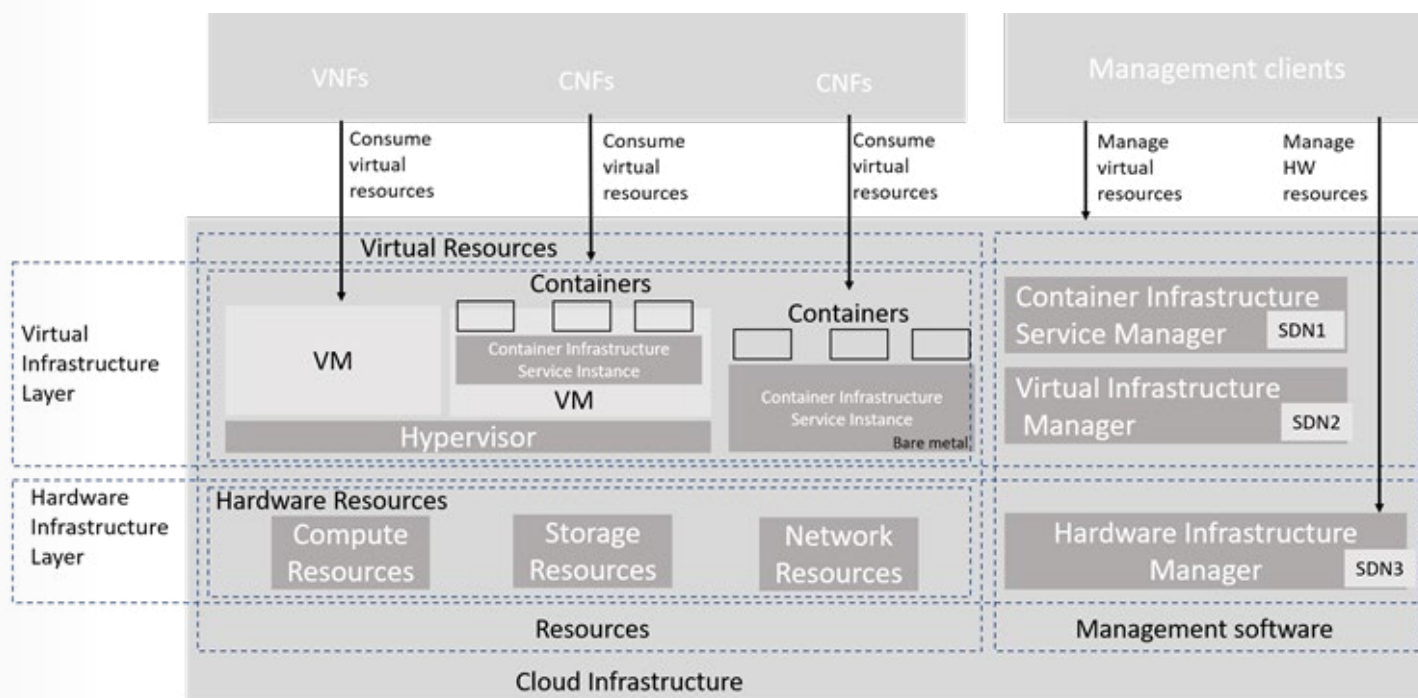 VNFs
CNFs
CNFs
Management clients
Consume
virtual
resources
Consume
virtual
resources
Consume
virtual
resources
Manage
virtual
resources
Manage
HW
resources
Virtual Resources
Virtual
Infrastructure
Layer
VM
Containers
Container Infrastructure
Service Instance
VM
Hypervisor
Containers
Container Infrastructure
Service Instance
Bare metal
Container Infrastructure
Service Manager
SDN1
Virtual Infrastructure
Manager
SDN2
Hardware
Infrastructure
Layer
Hardware Resources
Compute
Resources
Storage
Resources
Network
Resources
Hardware Infrastructure
Manager
SDN3
Resources
Management software
Cloud Infrastructure